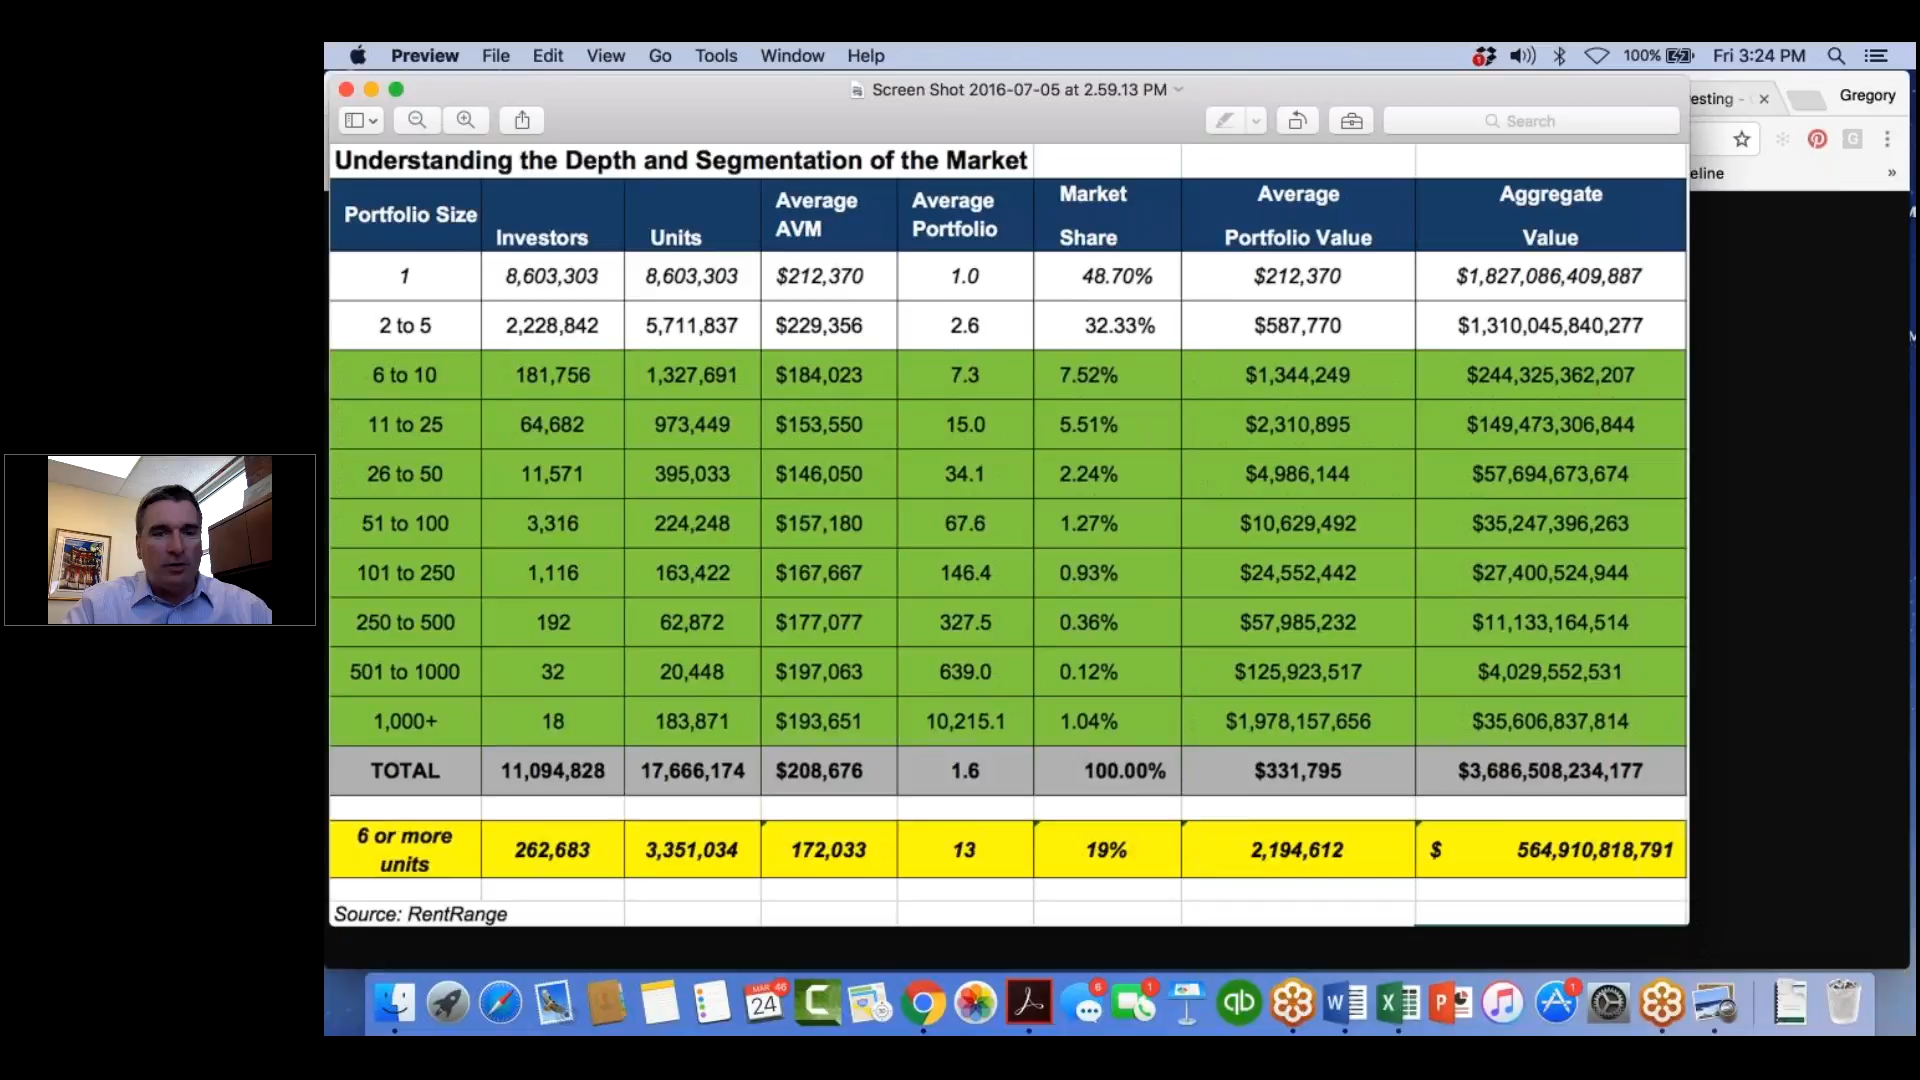 Preview File Edit View Go Tools Window Help 100% Fri 3:24 PM
Screen Shot 2016-07-05 at 2.59.13 PM
esting - Gregory
Search
eline »
Understanding the Depth and Segmentation of the Market
Portfolio Size Investors Units Average AVM Average Portfolio Market Share Average Portfolio Value Aggregate Value
1 8,603,303 8,603,303 $212,370 1.0 48.70% $212,370 $1,827,086,409,887
2 to 5 2,228,842 5,711,837 $229,356 2.6 32.33% $587,770 $1,310,045,840,277
6 to 10 181,756 1,327,691 $184,023 7.3 7.52% $1,344,249 $244,325,362,207
11 to 25 64,682 973,449 $153,550 15.0 5.51% $2,310,895 $149,473,306,844
26 to 50 11,571 395,033 $146,050 34.1 2.24% $4,986,144 $57,694,673,674
51 to 100 3,316 224,248 $157,180 67.6 1.27% $10,629,492 $35,247,396,263
101 to 250 1,116 163,422 $167,667 146.4 0.93% $24,552,442 $27,400,524,944
250 to 500 192 62,872 $177,077 327.5 0.36% $57,985,232 $11,133,164,514
501 to 1000 32 20,448 $197,063 639.0 0.12% $125,923,517 $4,029,552,531
1,000+ 18 183,871 $193,651 10,215.1 1.04% $1,978,157,656 $35,606,837,814
TOTAL 11,094,828 17,666,174 $208,676 1.6 100.00% $331,795 $3,686,508,234,177
6 or more units 262,683 3,351,034 172,033 13 19% 2,194,612 $ 564,910,818,791
Source: RentRange
MAR 46 24 6 1 qb W X P 1